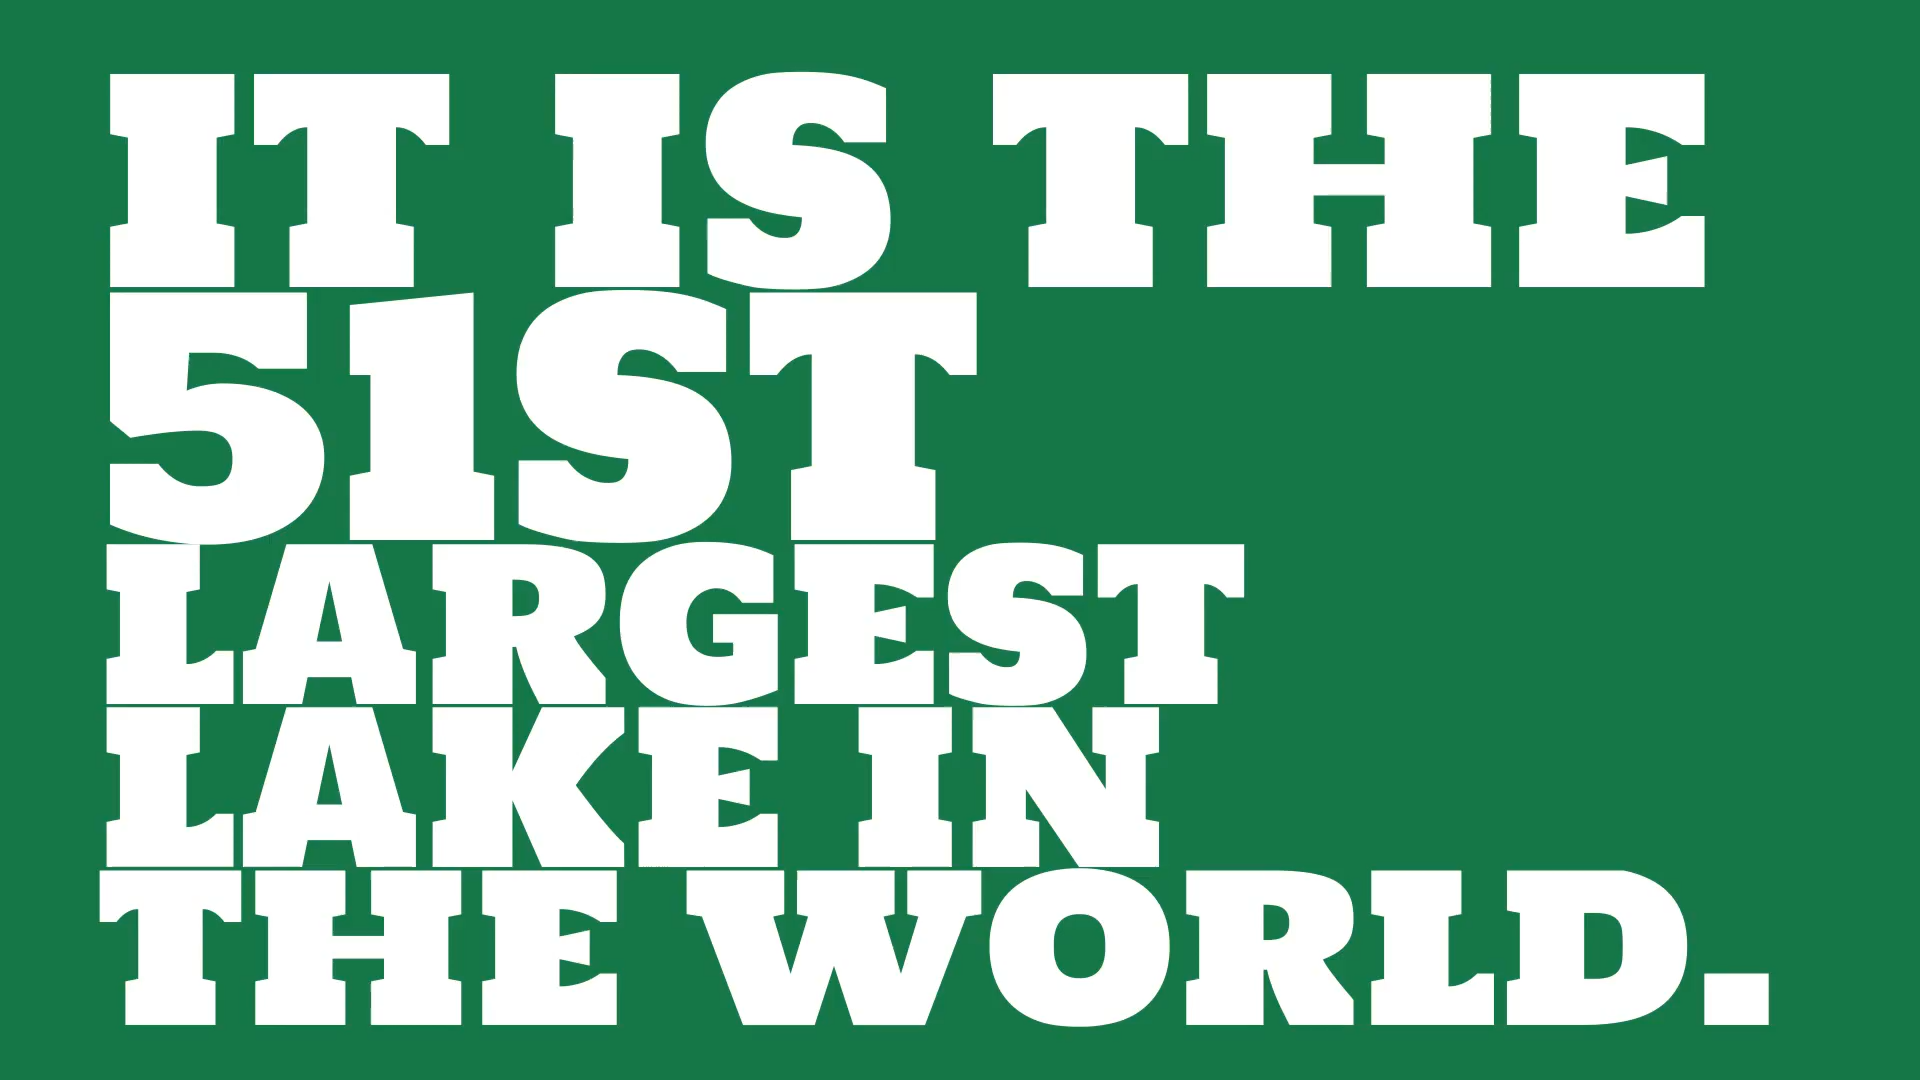 IT IS THE
51ST
LARGEST
LAKE IN
THE WORLD.